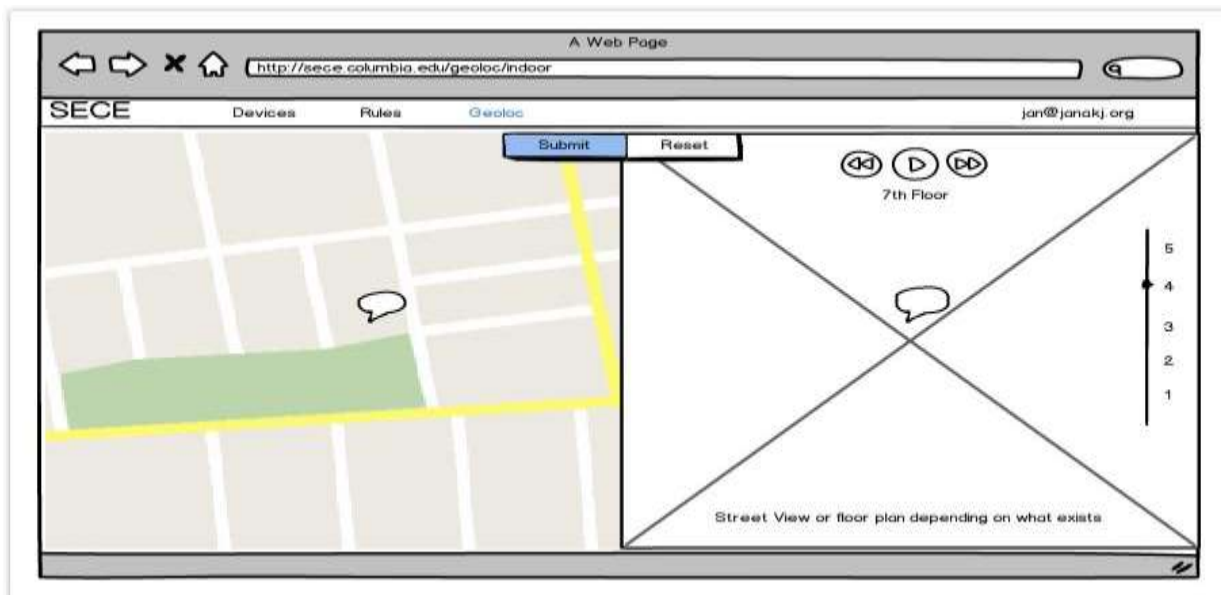 A Web Page
http://sece.columbia.edu/geoloc/indoor
SECE Devices Rules Geoloc jan@janakj.org
Submit Reset
7th Floor
5
4
3
2
1
Street View or floor plan depending on what exists